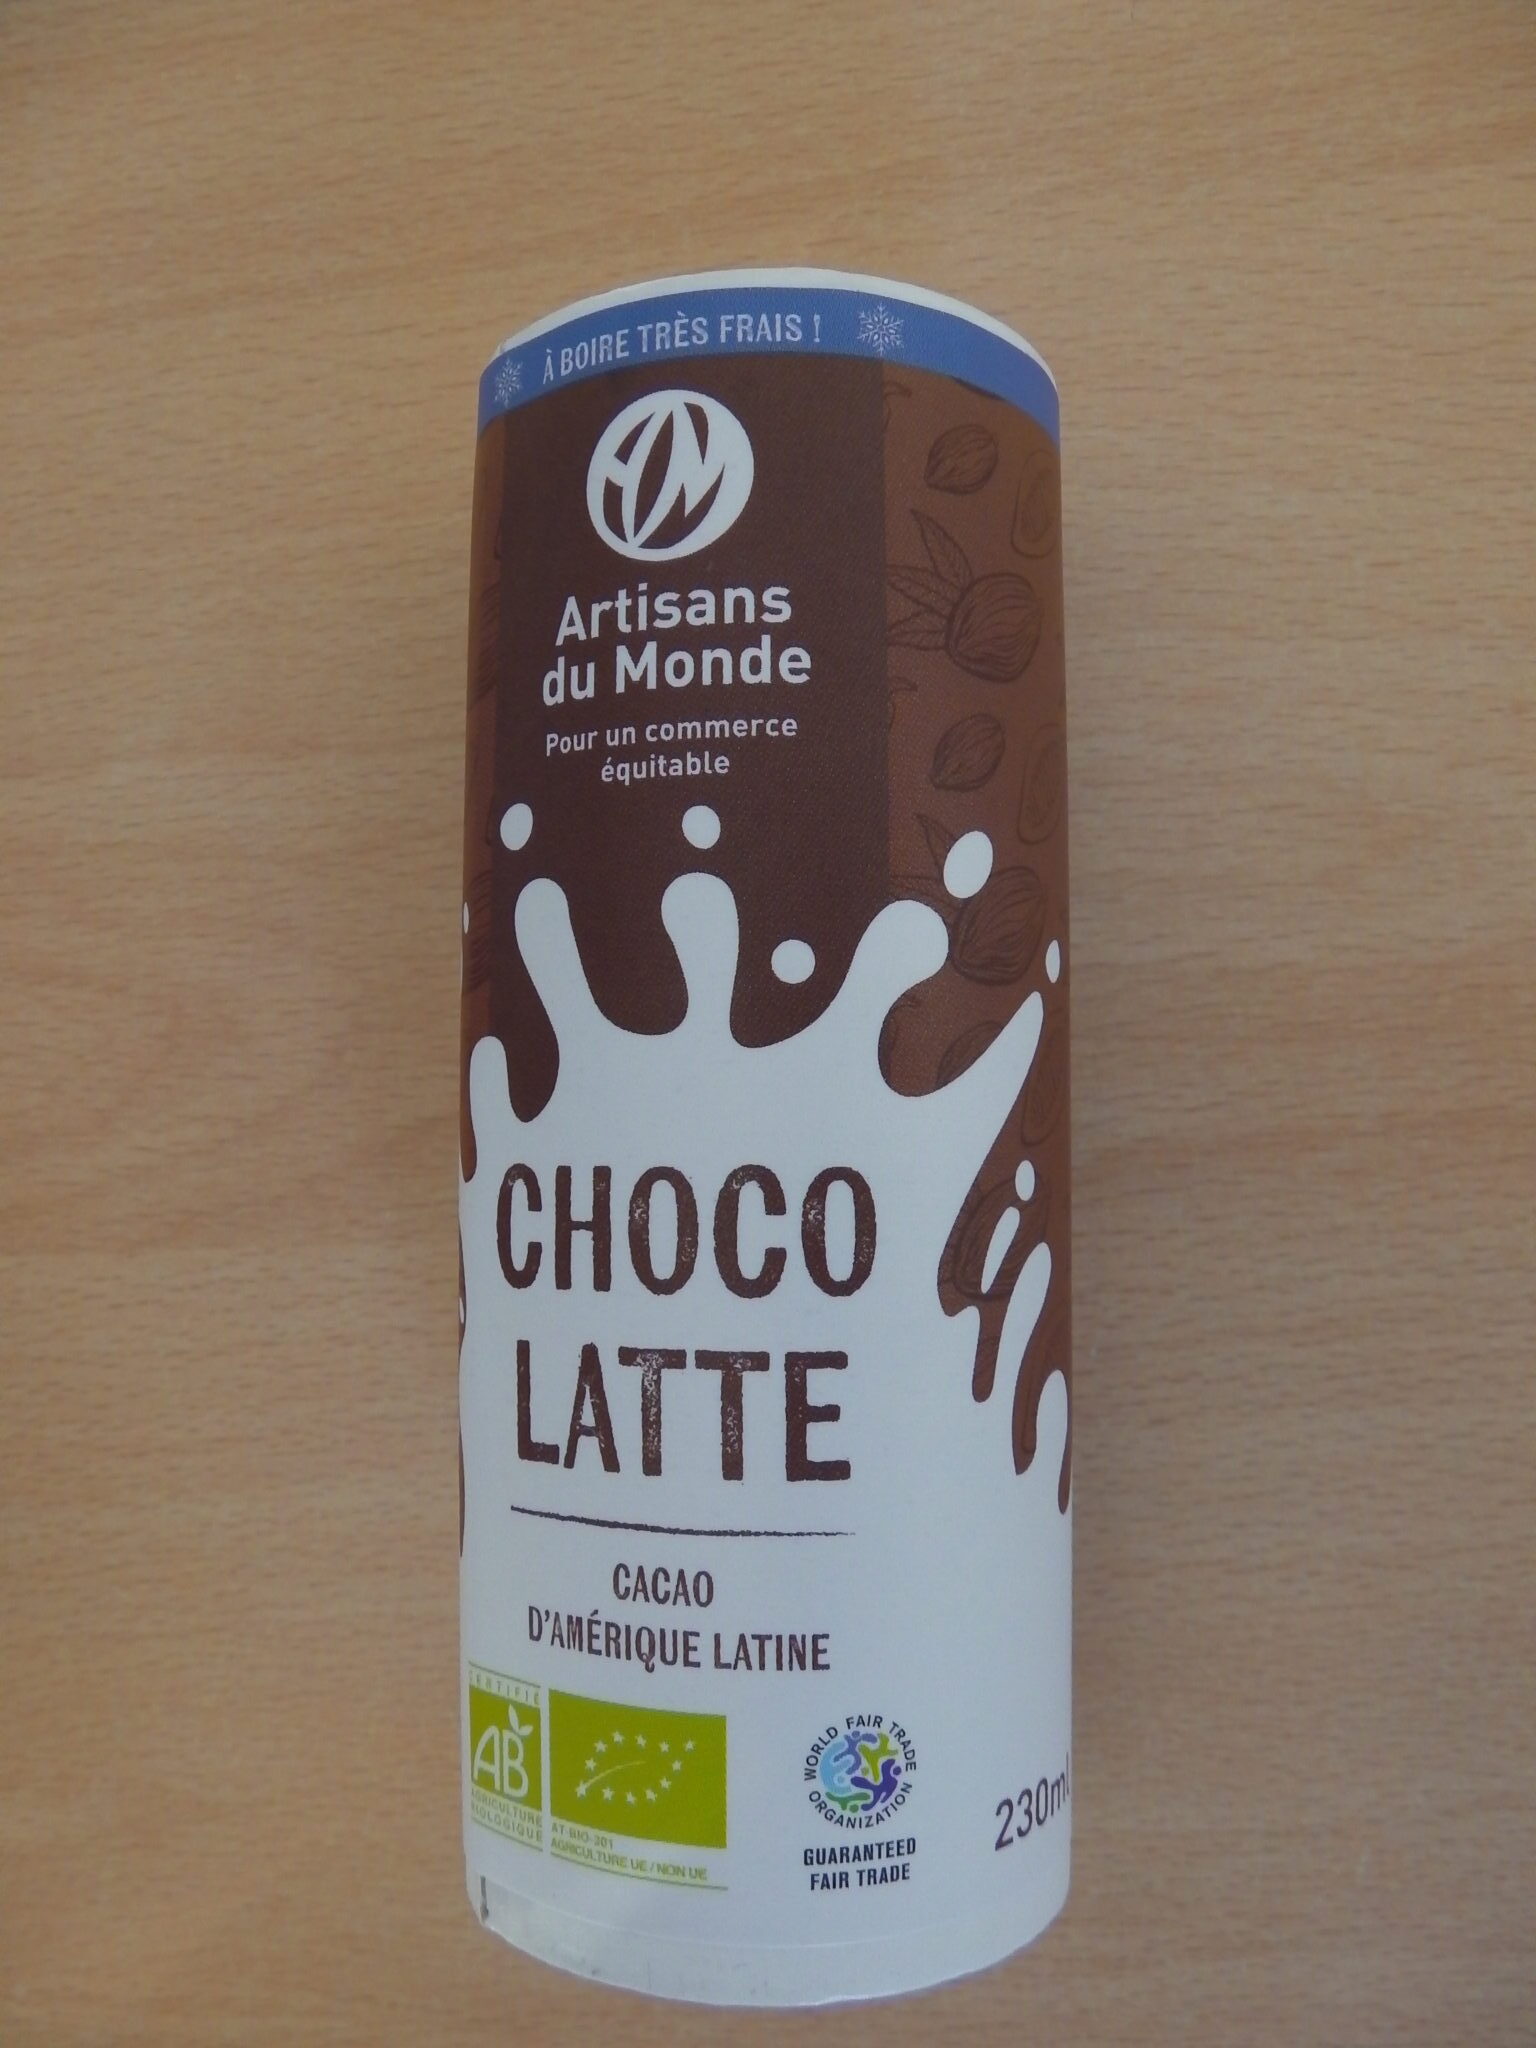 À BOIRE TRÈS FRAIS !
Artisans
du Monde
Pour un commerce
équitable
CHOCO
LATTE
CACAO
D'AMÉRIQUE LATINE
CERTIFIÉ
AB
AGRICULTURE
BIOLOGIQUE
AT-BIO-301
AGRICULTURE UE / NON UE
WORLD FAIR TRADE
ORGANIZATION
GUARANTEED
FAIR TRADE
230ml